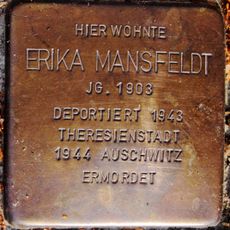 HIER WOHNTE
ERIKA MANSFELDT
JG. 1903
DEPORTIERT 1943
THERESIENSTADT
1944 AUSCHWITZ
ERMORDET